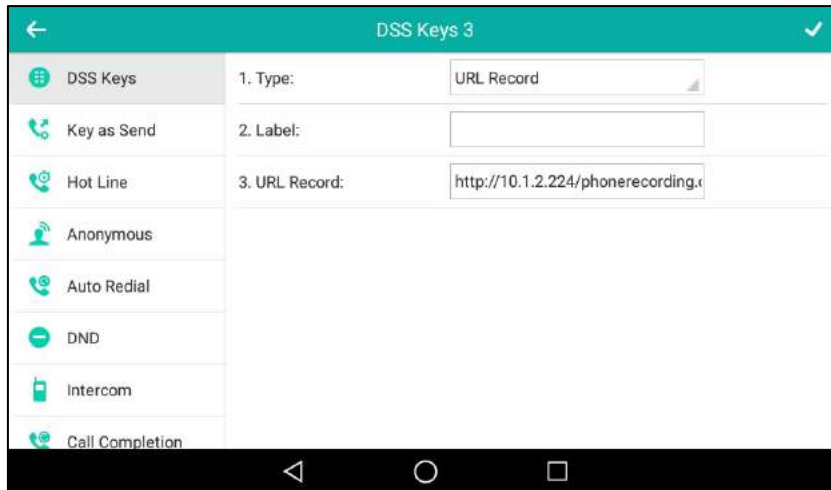 DSS Keys 3
DSS Keys
1. Type:
URL Record
Key as Send
2. Label:
Hot Line
3. URL Record:
http://10.1.2.224/phonerecording.
Anonymous
Auto Redial
DND
Intercom
Call Completion